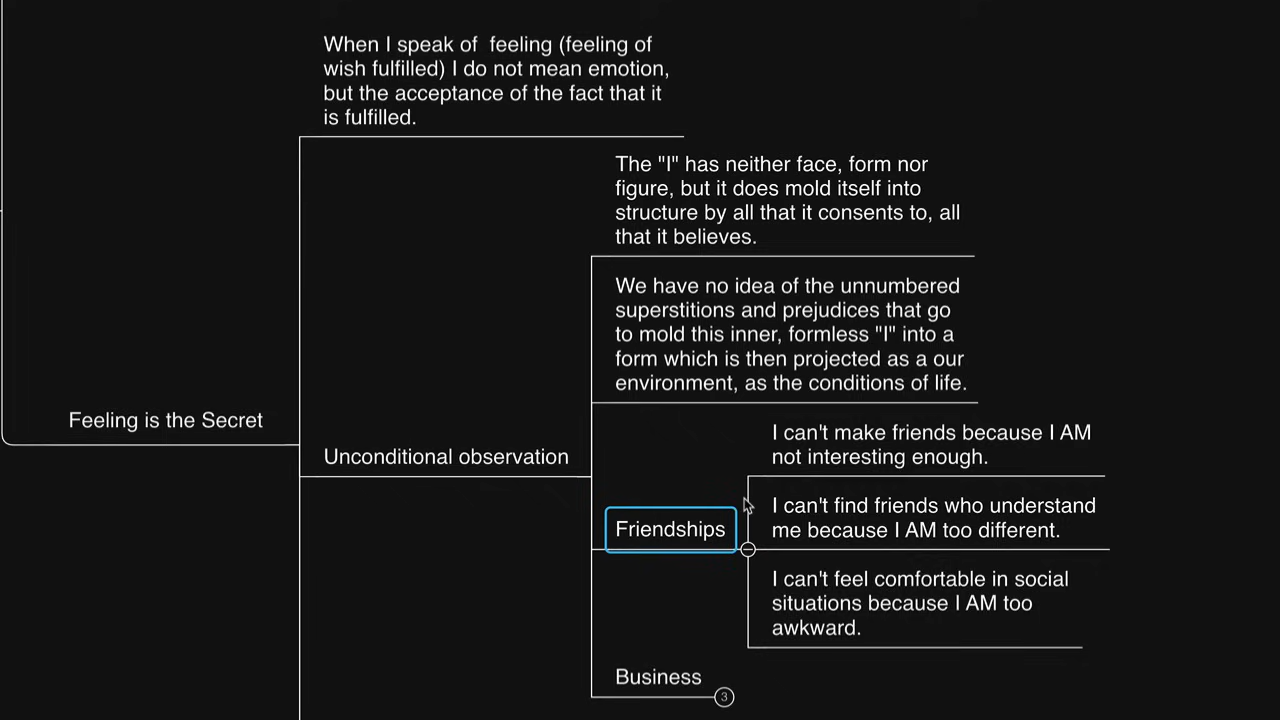 When I speak of  feeling (feeling of
wish fulfilled) I do not mean emotion,
but the acceptance of the fact that it
is fulfilled.
The "I" has neither face, form nor
figure, but it does mold itself into
structure by all that it consents to, all
that it believes.
We have no idea of the unnumbered
superstitions and prejudices that go
to mold this inner, formless "I" into a
form which is then projected as a our
environment, as the conditions of life.
Feeling is the Secret
Unconditional observation
Friendships
I can't make friends because I AM
not interesting enough.
I can't find friends who understand
me because I AM too different.
I can't feel comfortable in social
situations because I AM too
awkward.
Business
3